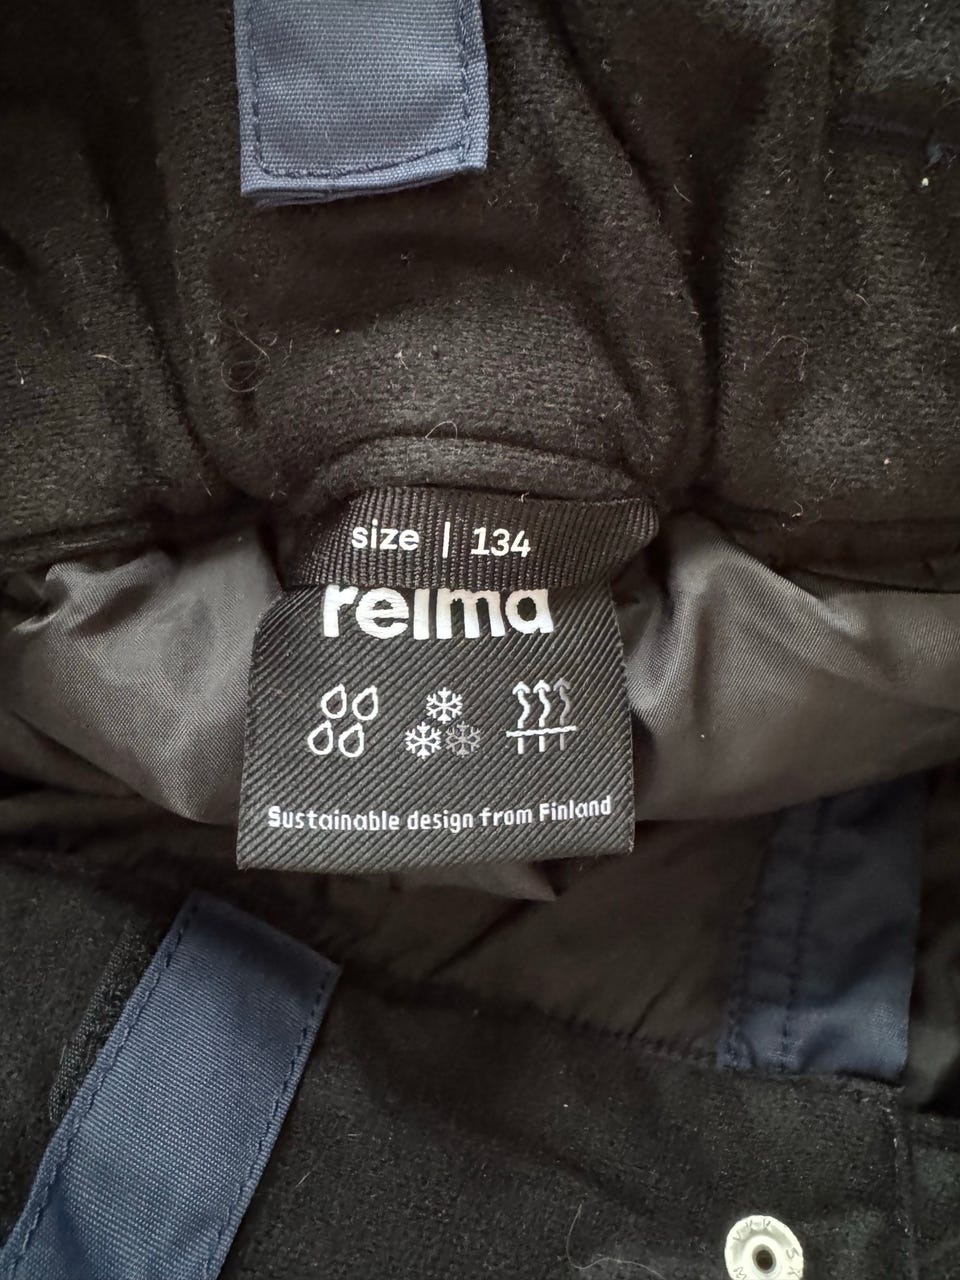 size | 134
reima
Sustainable design from Finland